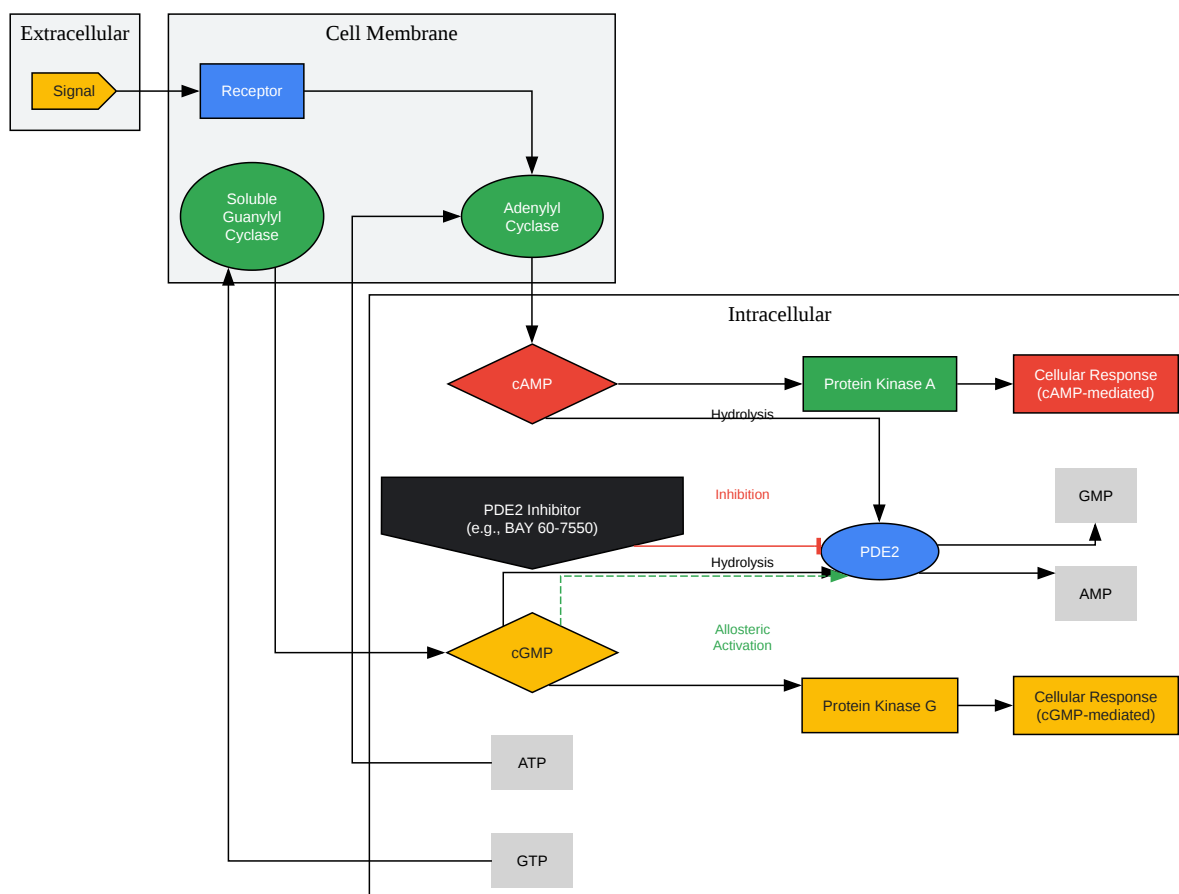 Extracellular
Cell Membrane
Signal
Receptor
Soluble
Guanylyl
Cyclase
Adenylyl
Cyclase
Intracellular
cAMP
Protein Kinase A
Cellular Response
(cAMP-mediated)
Hydrolysis
PDE2 Inhibitor
(e.g., BAY 60-7550)
Inhibition
GMP
PDE2
Hydrolysis
AMP
cGMP
Allosteric
Activation
Protein Kinase G
Cellular Response
(cGMP-mediated)
ATP
GTP